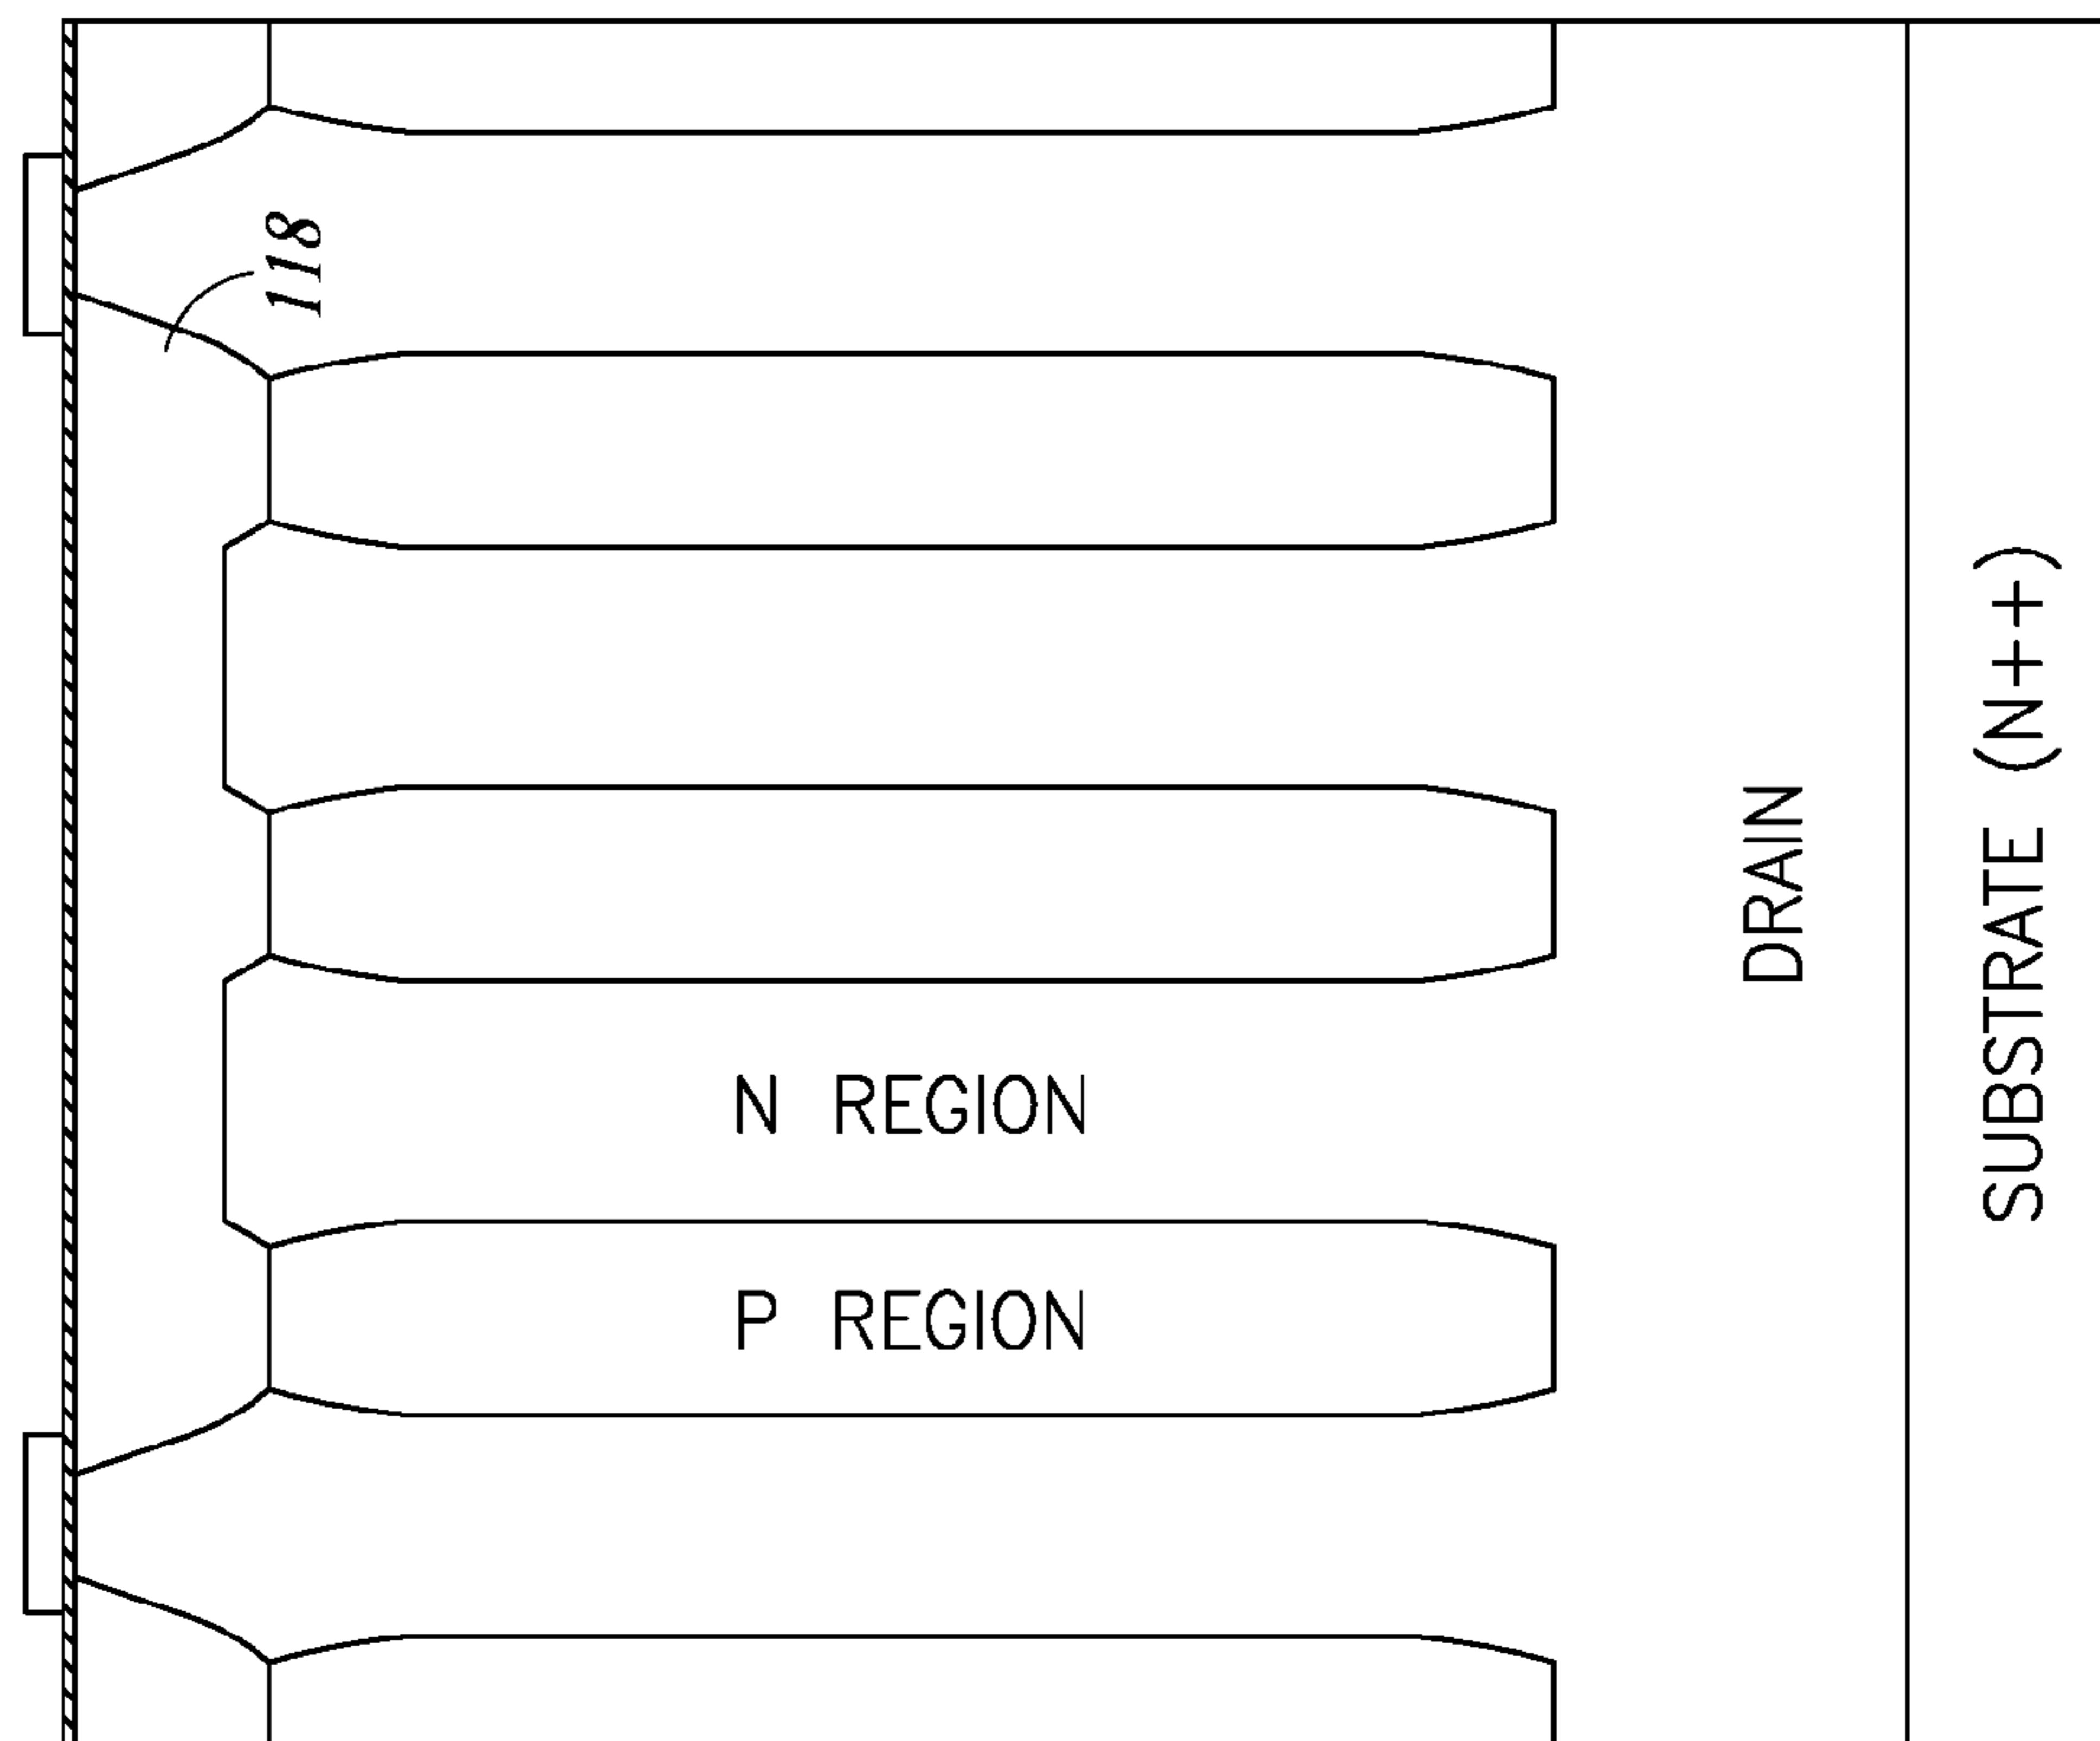 118
N REGION
P REGION
DRAIN
SUBSTRATE (N++)